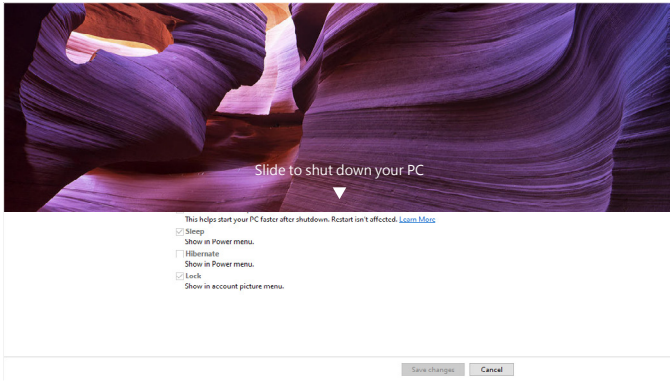 Slide to shut down your PC
This helps start your PC faster after shutdown. Restart isn't affected. Learn More
Sleep
Show in Power menu.
Hibernate
Show in Power menu.
Lock
Show in account picture menu.
Save changes Cancel